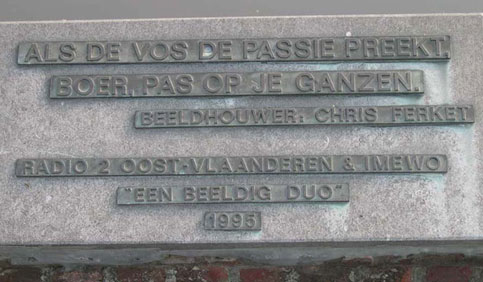 ALS DE VOS DE PASSIE PREEKT,
BOER, PAS OP JE GANZEN.
BEELDHOUWER: CHRIS FERKET
RADIO 2 OOST-VLAANDEREN & IMEWO
"EEN BEELDIG DUO"
1995